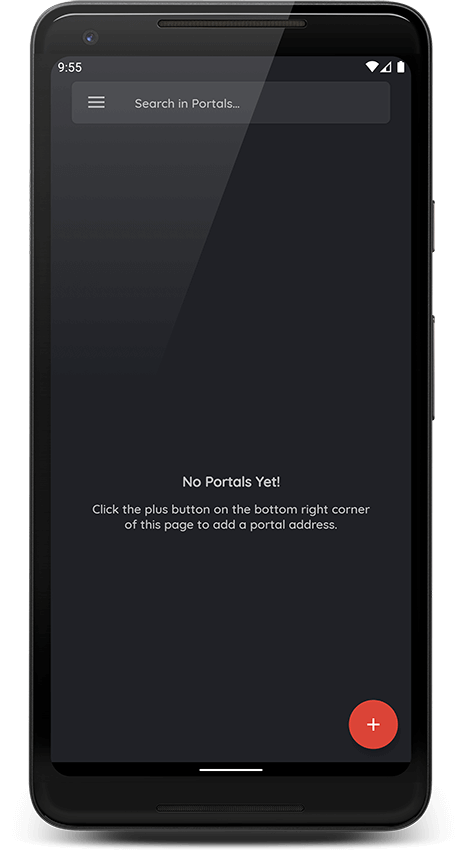 9:55
Search in Portals...
No Portals Yet!
Click the plus button on the bottom right corner
of this page to add a portal address.